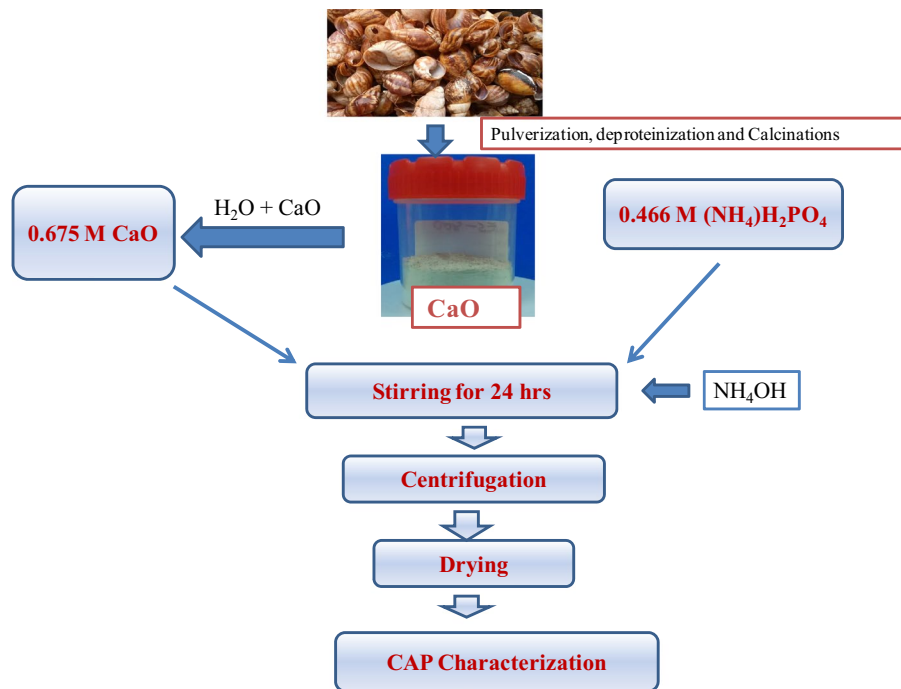 Pulverization, deproteinization and Calcinations
H₂O + CaO
0.675 M CaO
0.466 M (NH₄)H₂PO₄
CaO
Stirring for 24 hrs
NH₄OH
Centrifugation
Drying
CAP Characterization